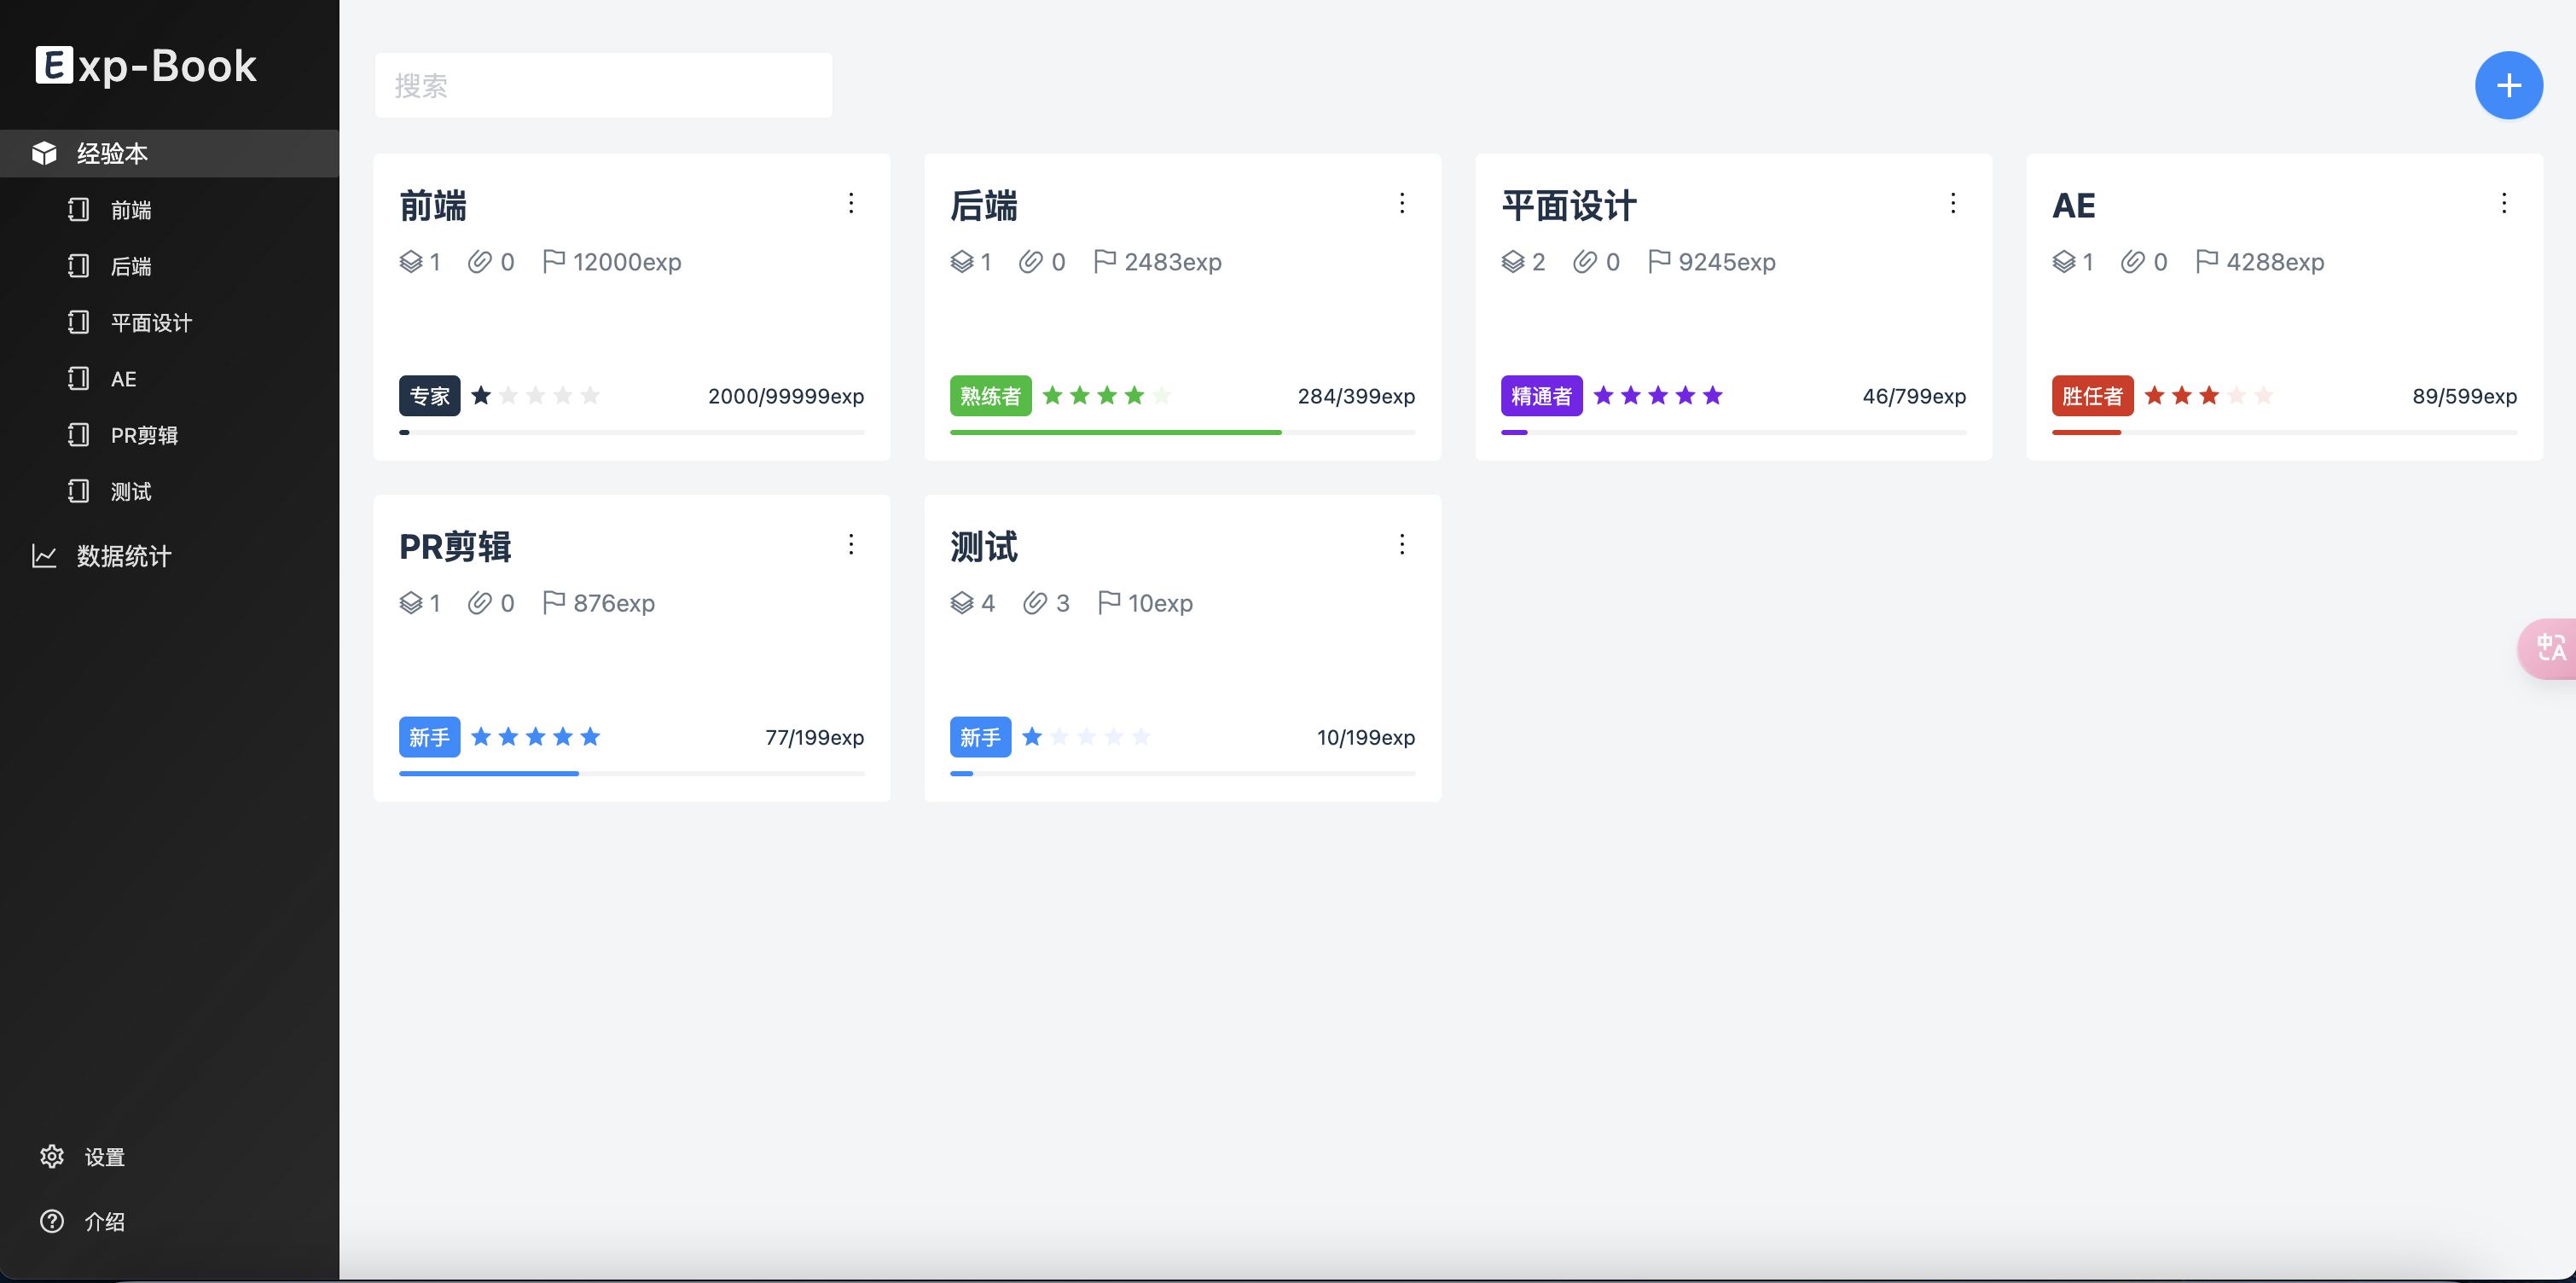 Exp-Book
经验本
前端
后端
平面设计
AE
PR剪辑
测试
数据统计
设置
介绍
搜索
前端
1 0 12000exp
专家 2000/99999exp
后端
1 0 2483exp
熟练者 284/399exp
平面设计
2 0 9245exp
精通者 46/799exp
AE
1 0 4288exp
胜任者 89/599exp
PR剪辑
1 0 876exp
新手 77/199exp
测试
4 3 10exp
新手 10/199exp
中A